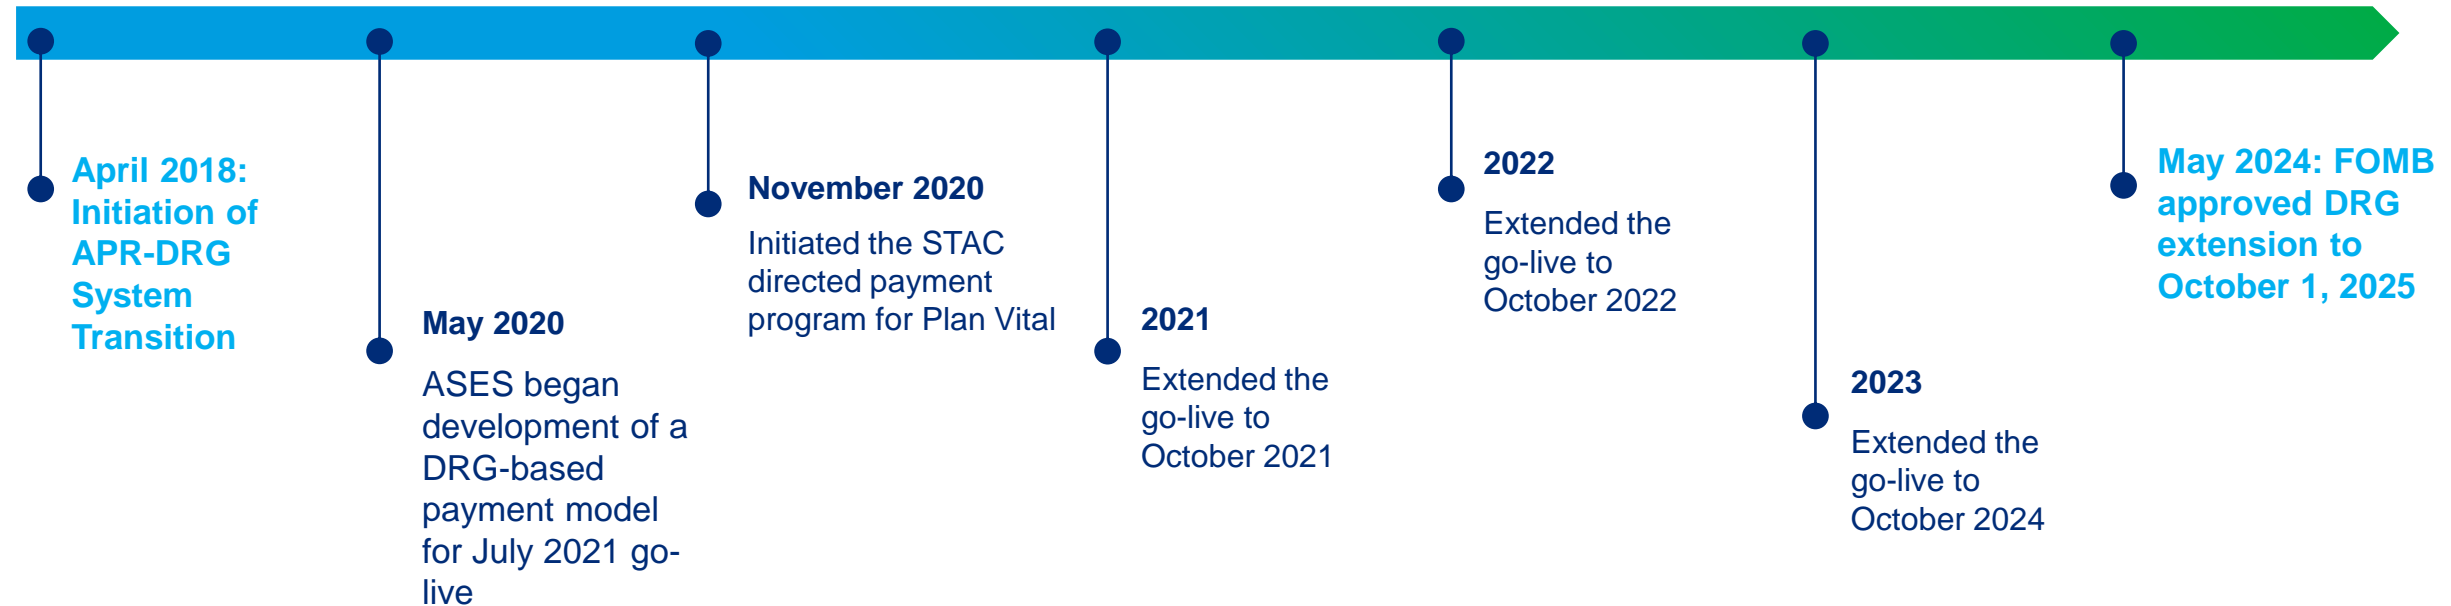 April 2018:
Initiation of
APR-DRG
System
Transition
May 2020
ASES began
development of a
DRG-based
payment model
for July 2021 go-
live
November 2020
Initiated the STAC
directed payment
program for Plan Vital
2021
Extended the
go-live to
October 2021
2022
Extended the
go-live to
October 2022
2023
Extended the
go-live to
October 2024
May 2024: FOMB
approved DRG
extension to
October 1, 2025